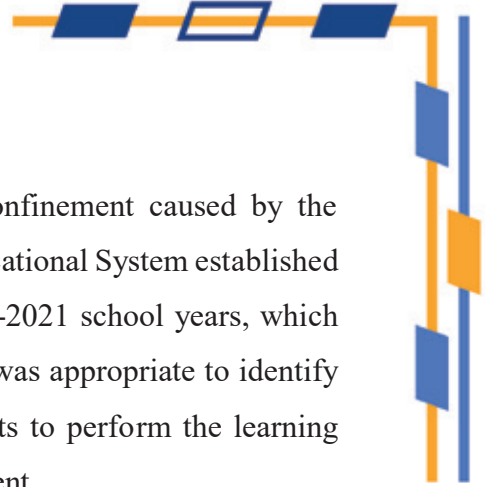 onfinement caused by the
ational System established
-2021 school years, which
was appropriate to identify
ts to perform the learning
ent